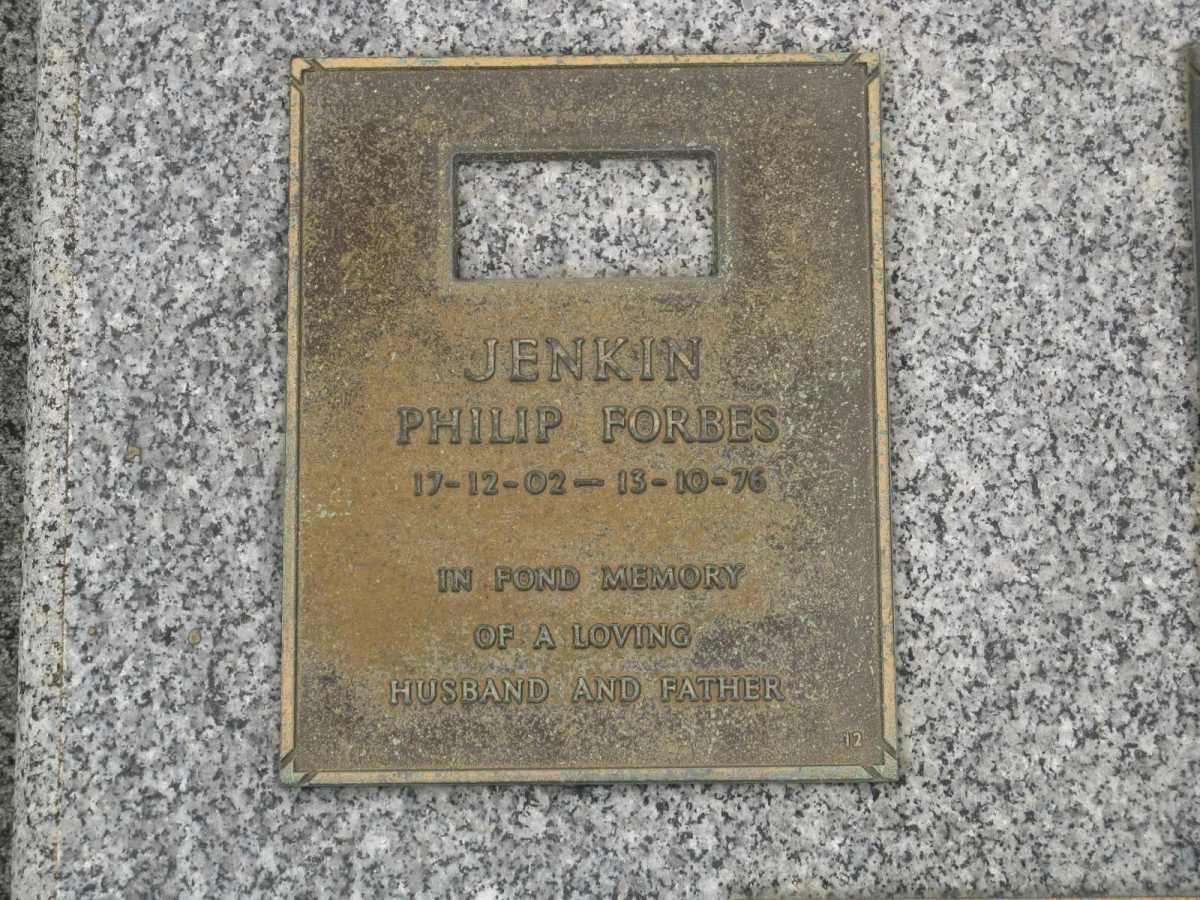 JENKIN
PHILIP FORBES
17-12-02 — 13-10-76
IN FOND MEMORY
OF A LOVING
HUSBAND AND FATHER
12